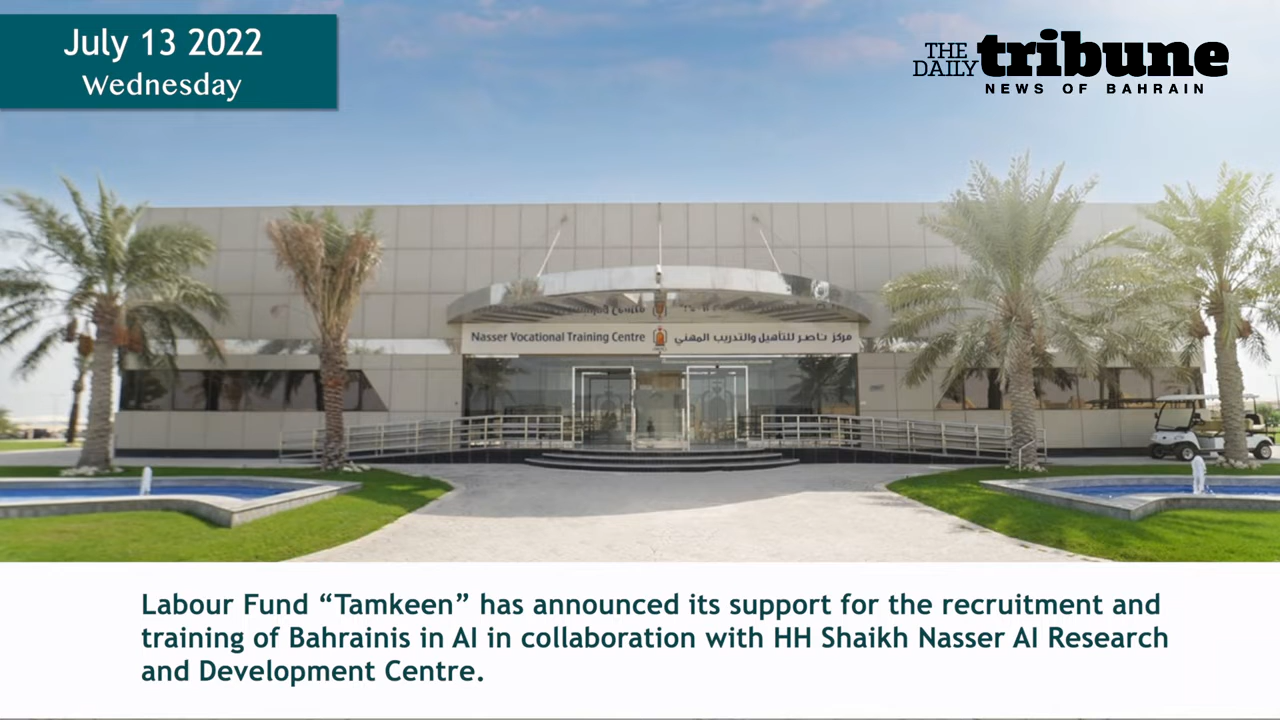 July 13 2022
Wednesday
THE DAILY tribune
NEWS OF BAHRAIN
Nasser Vocational Training Centre مركز ناصر للتأهيل والتدريب المهني
Labour Fund “Tamkeen” has announced its support for the recruitment and
training of Bahrainis in AI in collaboration with HH Shaikh Nasser AI Research
and Development Centre.